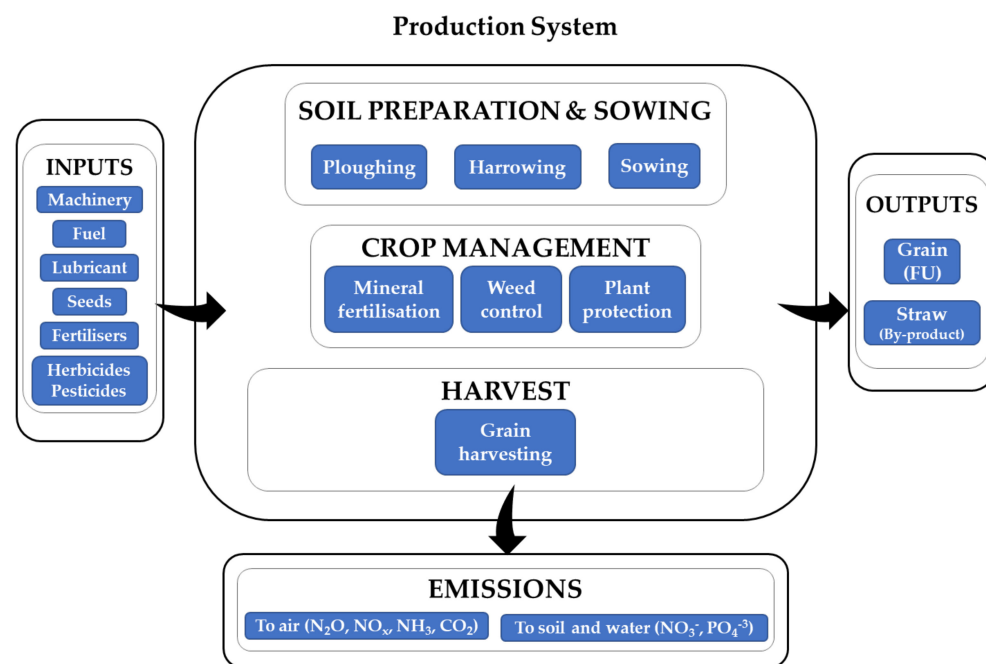 Production System
INPUTS
Machinery
Fuel
Lubricant
Seeds
Fertilisers
Herbicides
Pesticides
SOIL PREPARATION & SOWING
Ploughing
Harrowing
Sowing
CROP MANAGEMENT
Mineral
fertilisation
Weed
control
Plant
protection
HARVEST
Grain
harvesting
OUTPUTS
Grain
(FU)
Straw
(By-product)
EMISSIONS
To air (N₂O, NOₓ, NH₃, CO₂)
To soil and water (NO₃⁻, PO₄⁻³)